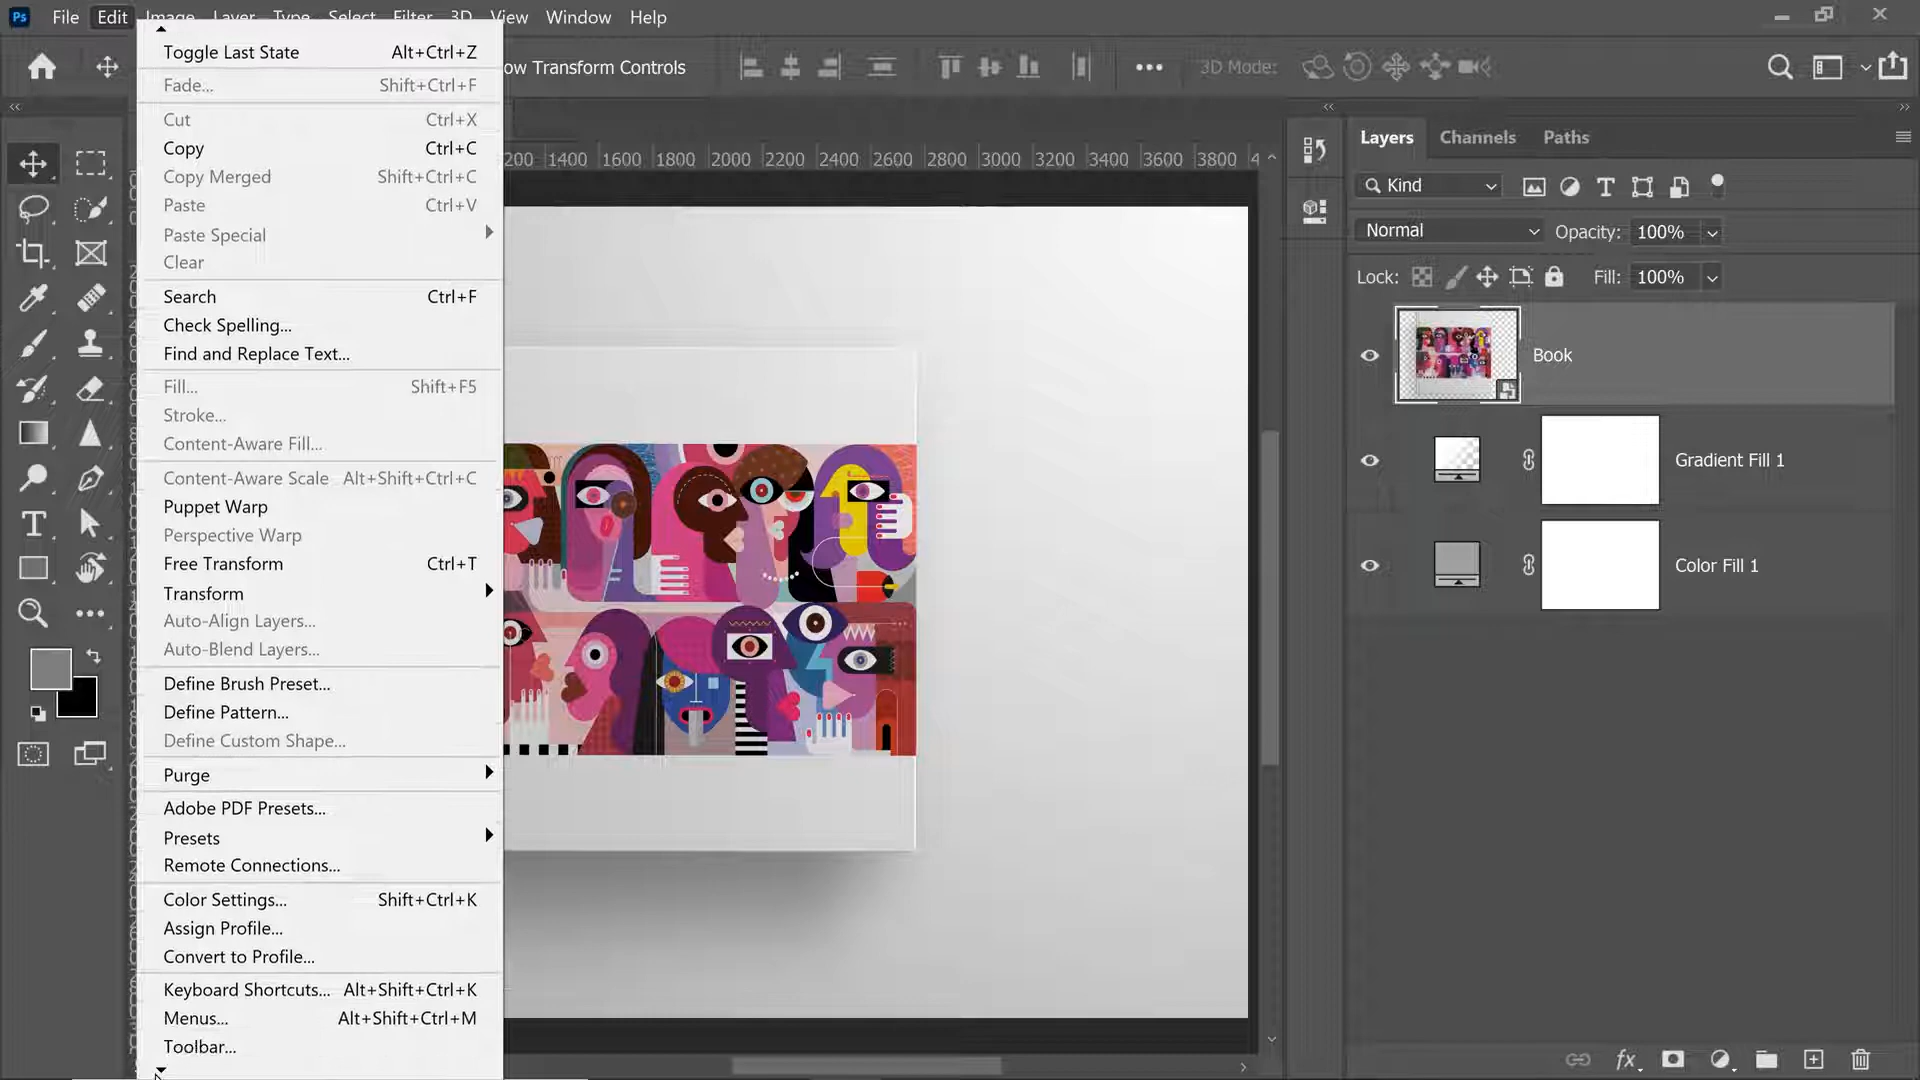 Ps File Edit Image Layer Type Select Filter 3D View Window Help
ow Transform Controls
3D Mode:
Toggle Last State Alt+Ctrl+Z
Fade... Shift+Ctrl+F
Cut Ctrl+X
Copy Ctrl+C
Copy Merged Shift+Ctrl+C
Paste Ctrl+V
Paste Special
Clear
Search Ctrl+F
Check Spelling...
Find and Replace Text...
Fill... Shift+F5
Stroke...
Content-Aware Fill...
Content-Aware Scale Alt+Shift+Ctrl+C
Puppet Warp
Perspective Warp
Free Transform Ctrl+T
Transform
Auto-Align Layers...
Auto-Blend Layers...
Define Brush Preset...
Define Pattern...
Define Custom Shape...
Purge
Adobe PDF Presets...
Presets
Remote Connections...
Color Settings... Shift+Ctrl+K
Assign Profile...
Convert to Profile...
Keyboard Shortcuts... Alt+Shift+Ctrl+K
Menus... Alt+Shift+Ctrl+M
Toolbar...
200 1400 1600 1800 2000 2200 2400 2600 2800 3000 3200 3400 3600 3800 4
Layers Channels Paths
Kind
Normal Opacity: 100%
Lock: Fill: 100%
Book
Gradient Fill 1
Color Fill 1
fx